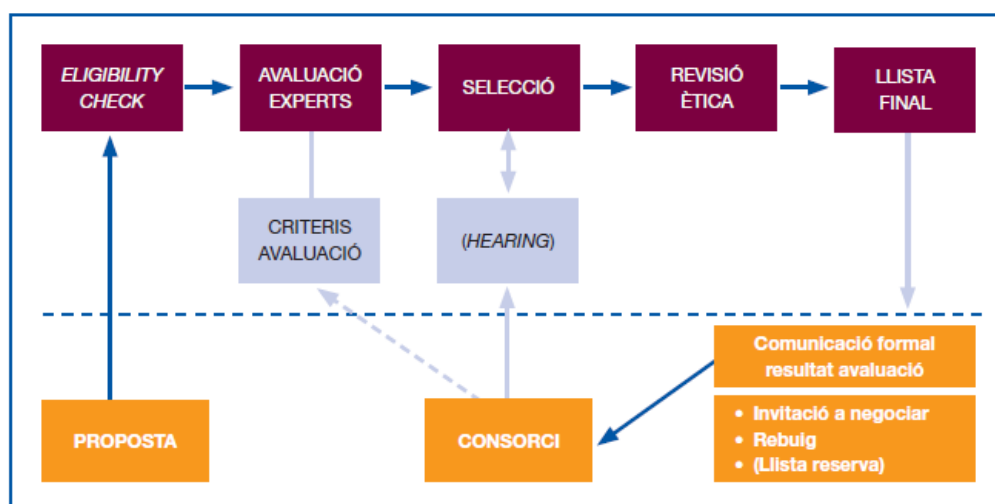 ELIGIBILITY
CHECK
AVALUACIÓ
EXPERTS
SELECCIÓ
REVISIÓ
ÈTICA
LLISTA
FINAL
CRITERIS
AVALUACIÓ
(HEARING)
Comunicació formal
resultat avaluació
PROPOSTA
CONSORCI
• Invitació a negociar
• Rebuig
• (Llista reserva)